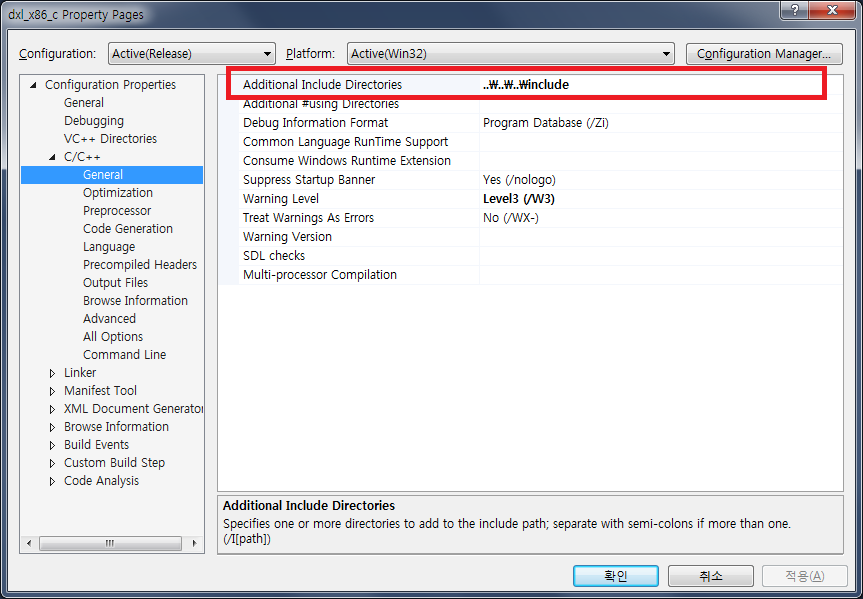 dxl_x86_c Property Pages
?
Configuration: Active(Release) Platform: Active(Win32) Configuration Manager...
Configuration Properties
General
Debugging
VC++ Directories
C/C++
General
Optimization
Preprocessor
Code Generation
Language
Precompiled Headers
Output Files
Browse Information
Advanced
All Options
Command Line
Linker
Manifest Tool
XML Document Generator
Browse Information
Build Events
Custom Build Step
Code Analysis
Additional Include Directories ..₩..₩..₩include
Additional #using Directories
Debug Information Format Program Database (/Zi)
Common Language RunTime Support
Consume Windows Runtime Extension
Suppress Startup Banner Yes (/nologo)
Warning Level Level3 (/W3)
Treat Warnings As Errors No (/WX-)
Warning Version
SDL checks
Multi-processor Compilation
Additional Include Directories
Specifies one or more directories to add to the include path; separate with semi-colons if more than one.
(/I[path])
확인 취소 적용(A)